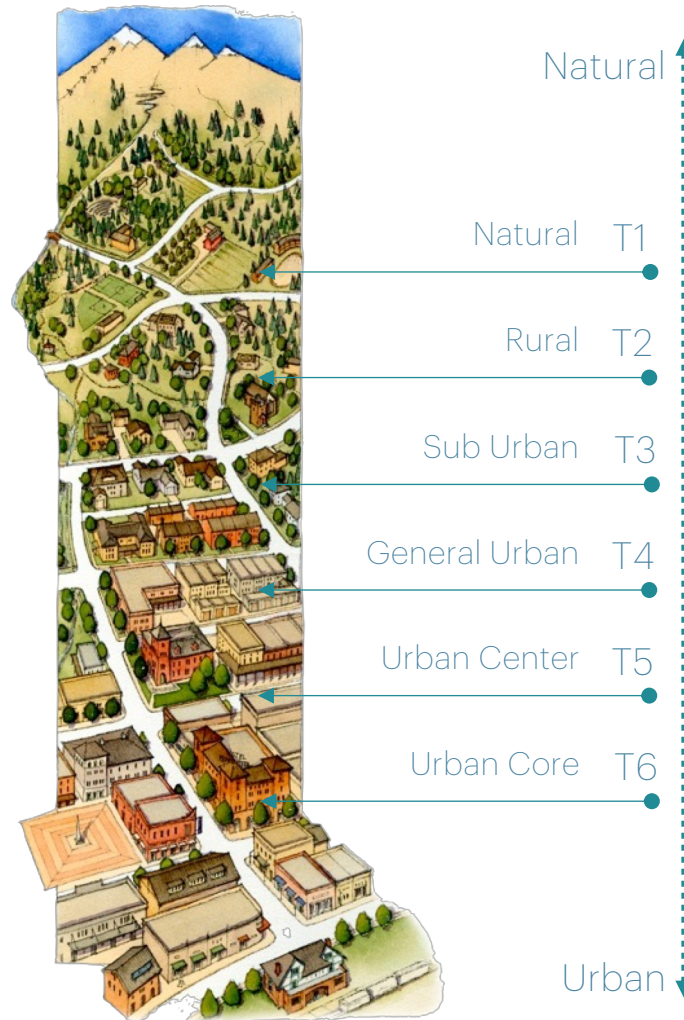 Natural
Natural T1
Rural T2
Sub Urban T3
General Urban T4
Urban Center T5
Urban Core T6
Urban